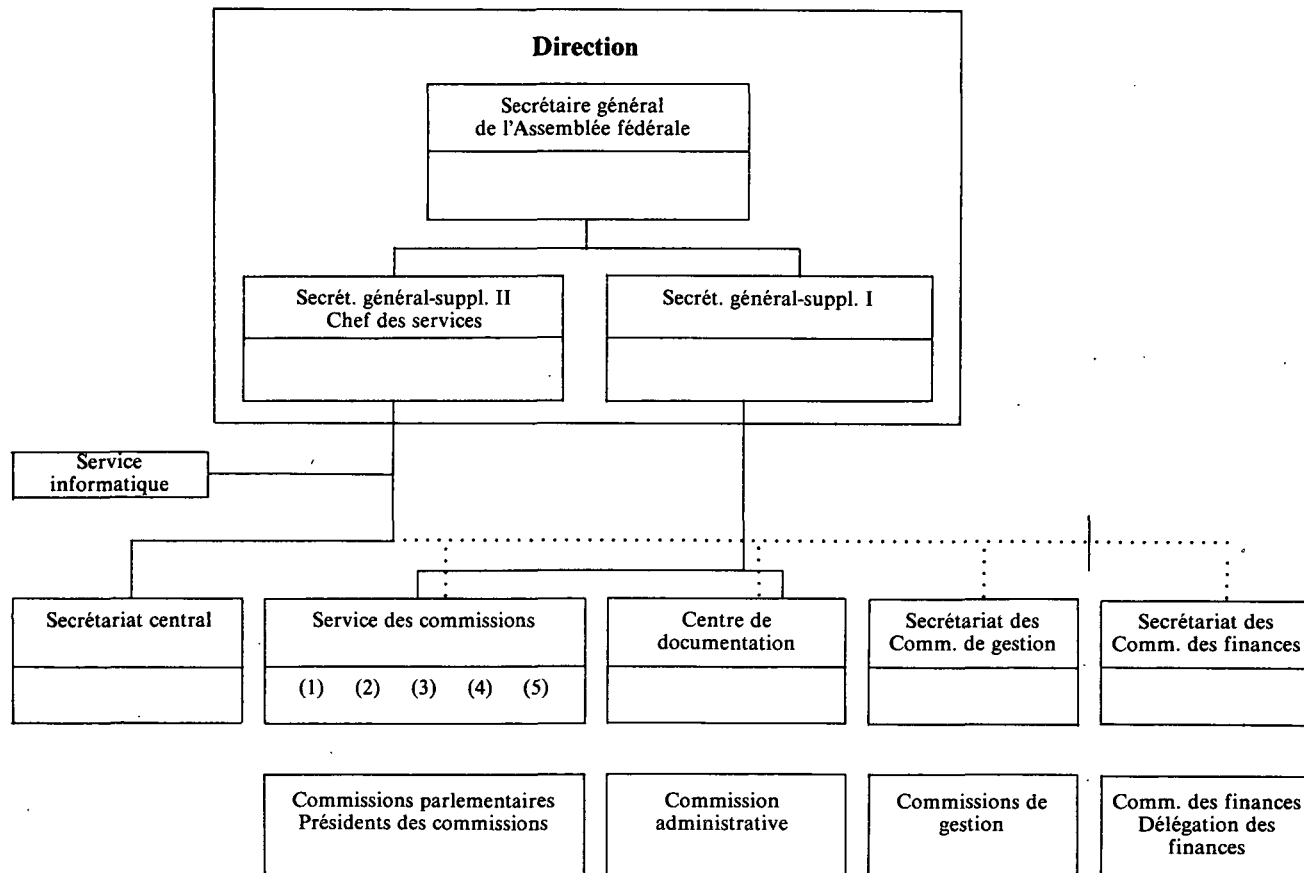 Direction
Secrétaire général
de l'Assemblée fédérale
Secrét. général-suppl. II
Chef des services
Secrét. général-suppl. I
Service
informatique
Secrétariat central
Service des commissions
(1) (2) (3) (4) (5)
Centre de
documentation
Secrétariat des
Comm. de gestion
Secrétariat des
Comm. des finances
Commissions parlementaires
Présidents des commissions
Commission
administrative
Commissions de
gestion
Comm. des finances
Délégation des
finances